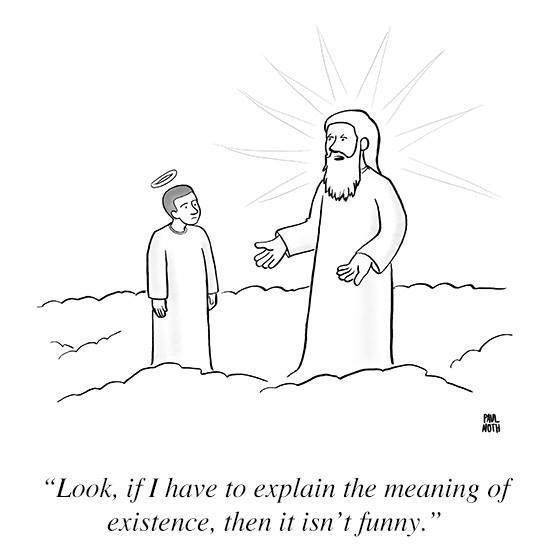 PAUL
NOTH
“Look, if I have to explain the meaning of
existence, then it isn’t funny.”